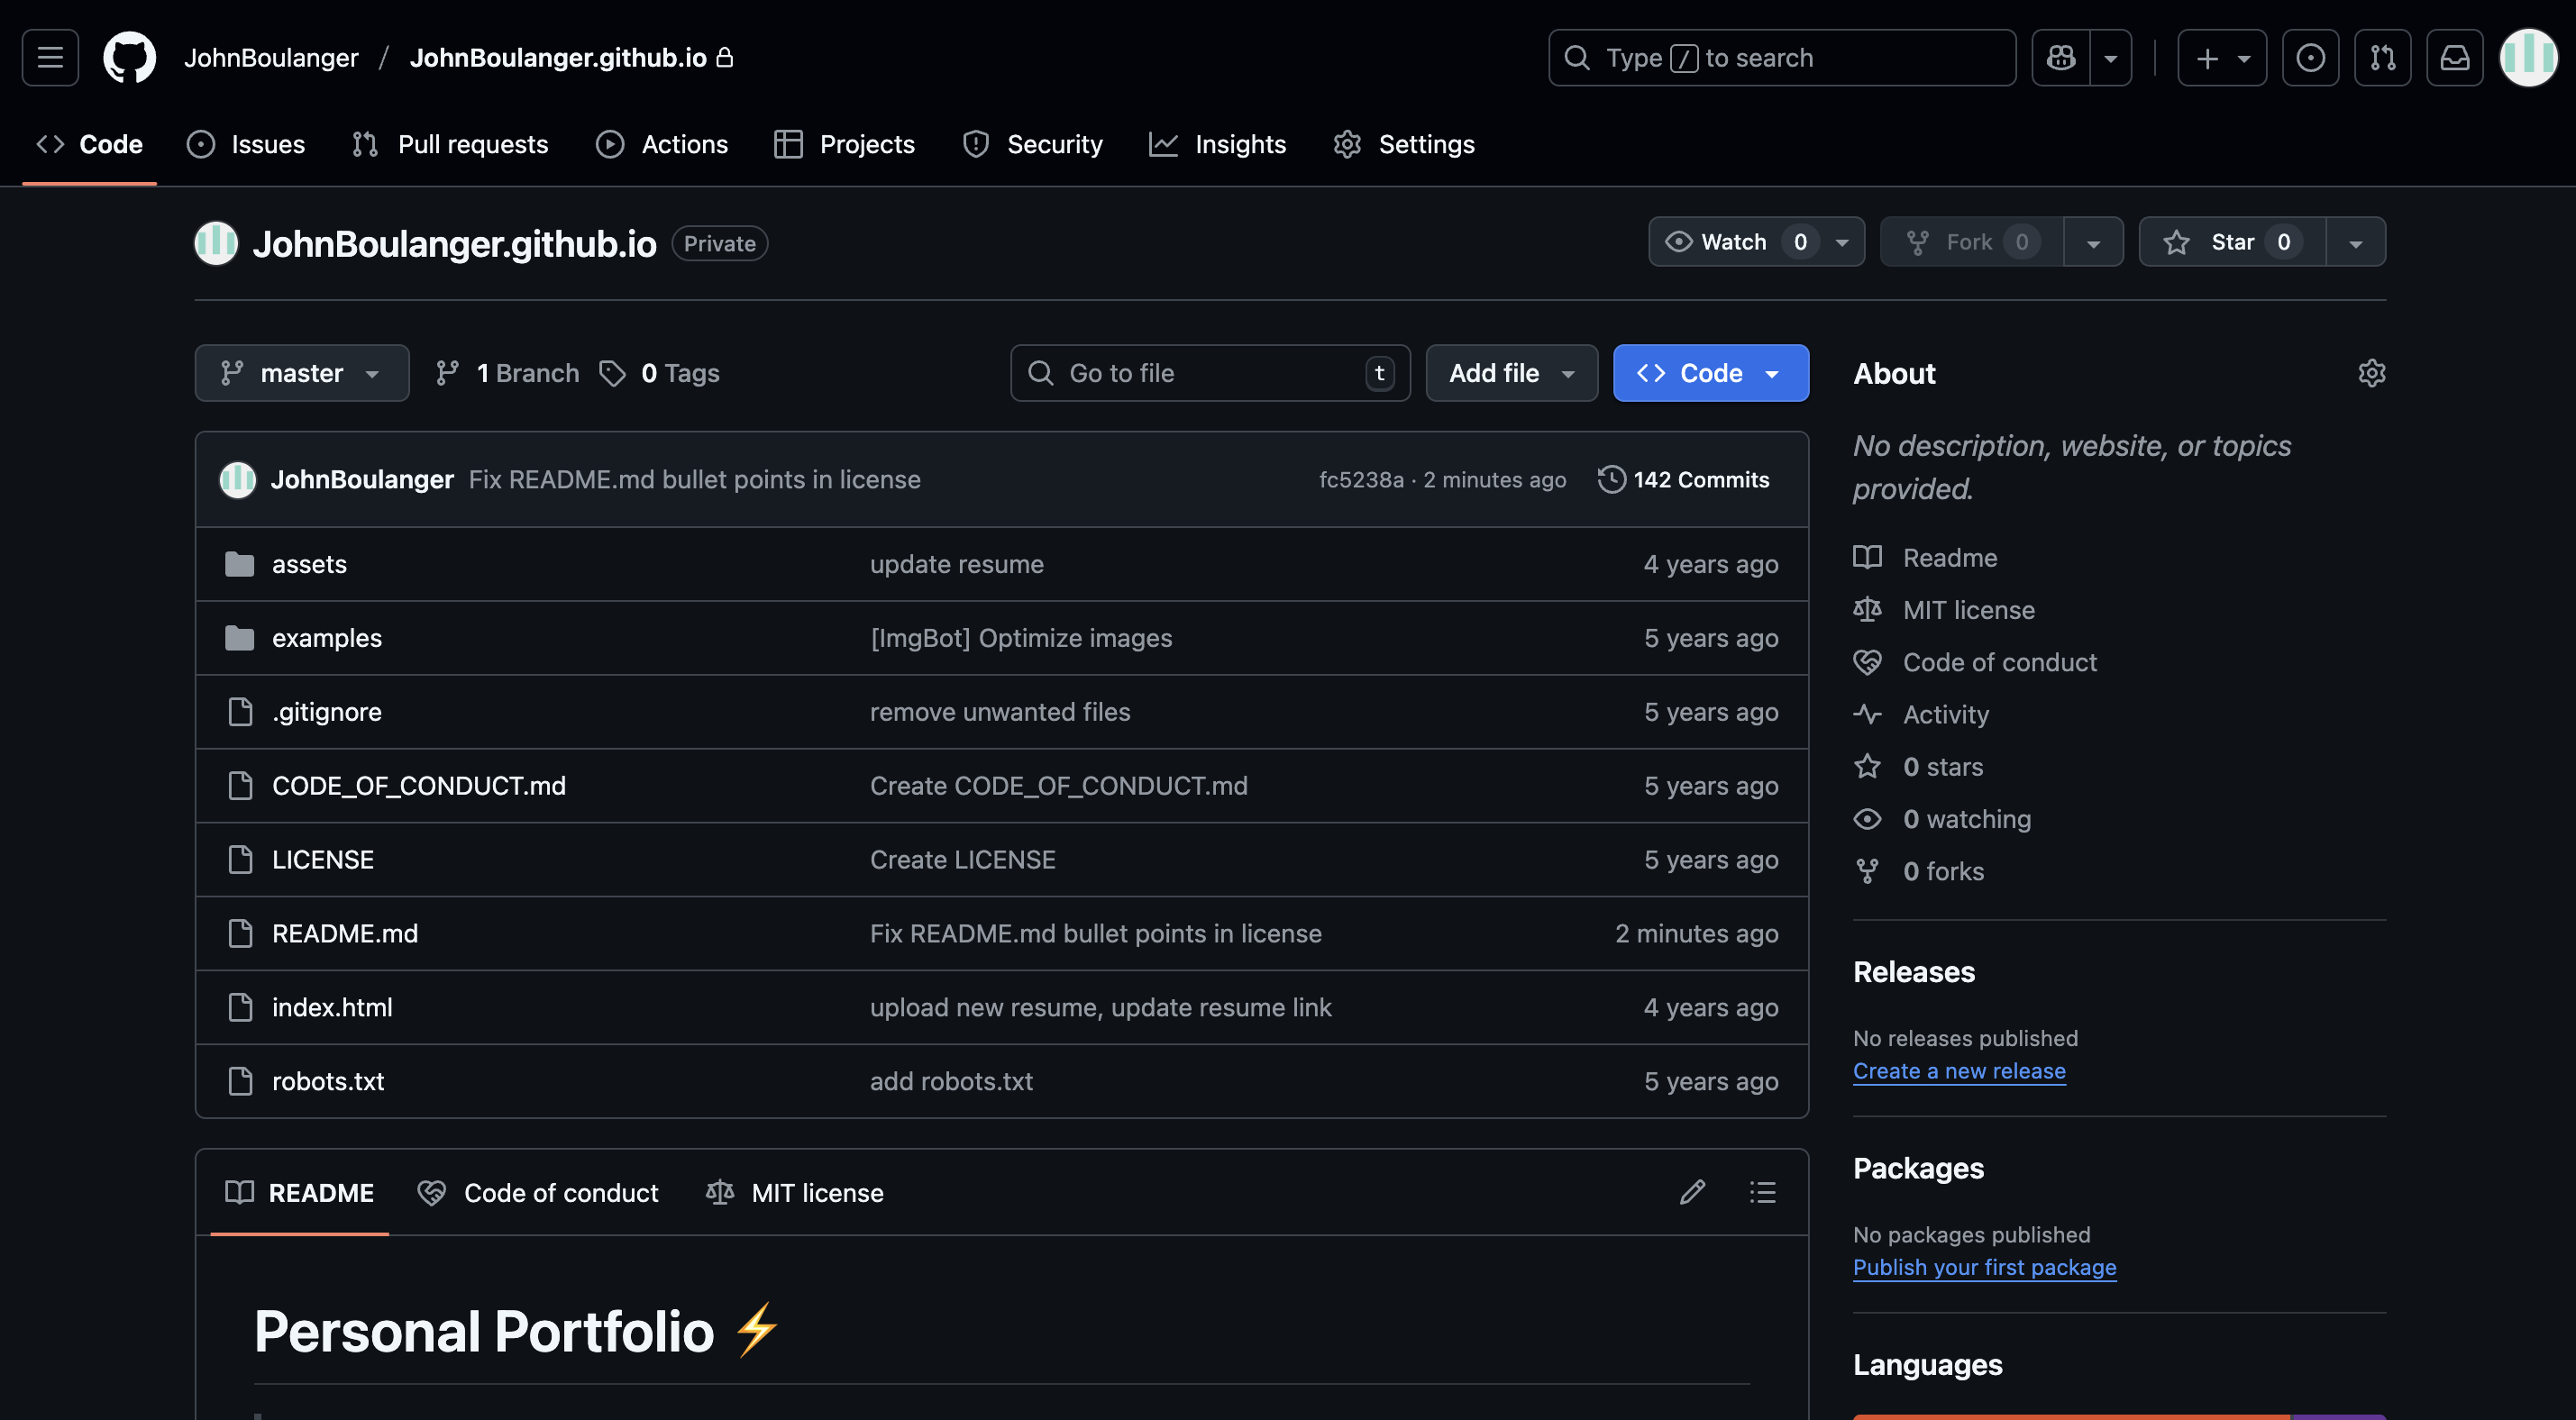 JohnBoulanger / JohnBoulanger.github.io
Type / to search
Code Issues Pull requests Actions Projects Security Insights Settings
JohnBoulanger.github.io Private
Watch 0 Fork 0 Star 0
master 1 Branch 0 Tags Go to file t Add file Code
JohnBoulanger Fix README.md bullet points in license fc5238a · 2 minutes ago 142 Commits
assets update resume 4 years ago
examples [ImgBot] Optimize images 5 years ago
.gitignore remove unwanted files 5 years ago
CODE_OF_CONDUCT.md Create CODE_OF_CONDUCT.md 5 years ago
LICENSE Create LICENSE 5 years ago
README.md Fix README.md bullet points in license 2 minutes ago
index.html upload new resume, update resume link 4 years ago
robots.txt add robots.txt 5 years ago
README Code of conduct MIT license
Personal Portfolio ⚡
About
No description, website, or topics
provided.
Readme
MIT license
Code of conduct
Activity
0 stars
0 watching
0 forks
Releases
No releases published
Create a new release
Packages
No packages published
Publish your first package
Languages